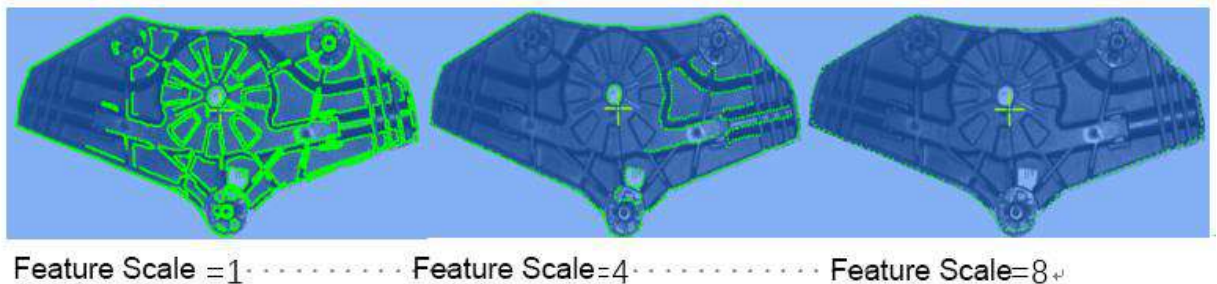 Feature Scale =1 · · · · · · · · · · · Feature Scale=4 · · · · · · · · · · · · Feature Scale=8↵